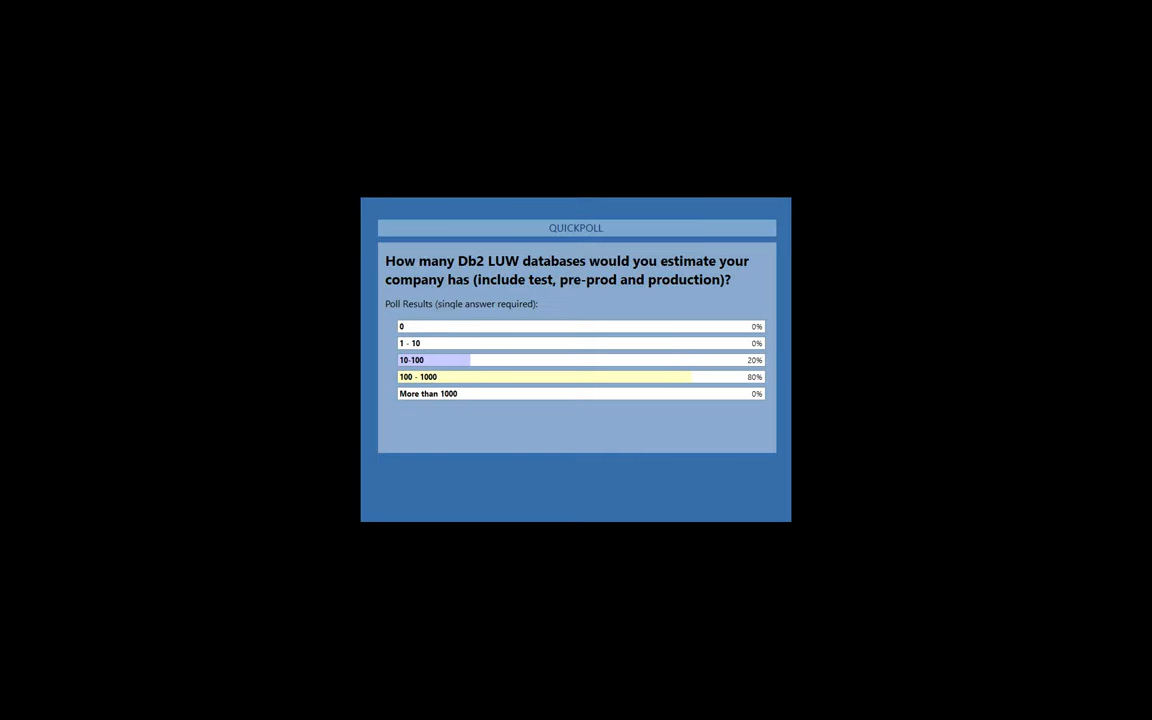 QUICKPOLL
How many Db2 LUW databases would you estimate your
company has (include test, pre-prod and production)?
Poll Results (single answer required):
0 0%
1 - 10 0%
10-100 20%
100 - 1000 80%
More than 1000 0%